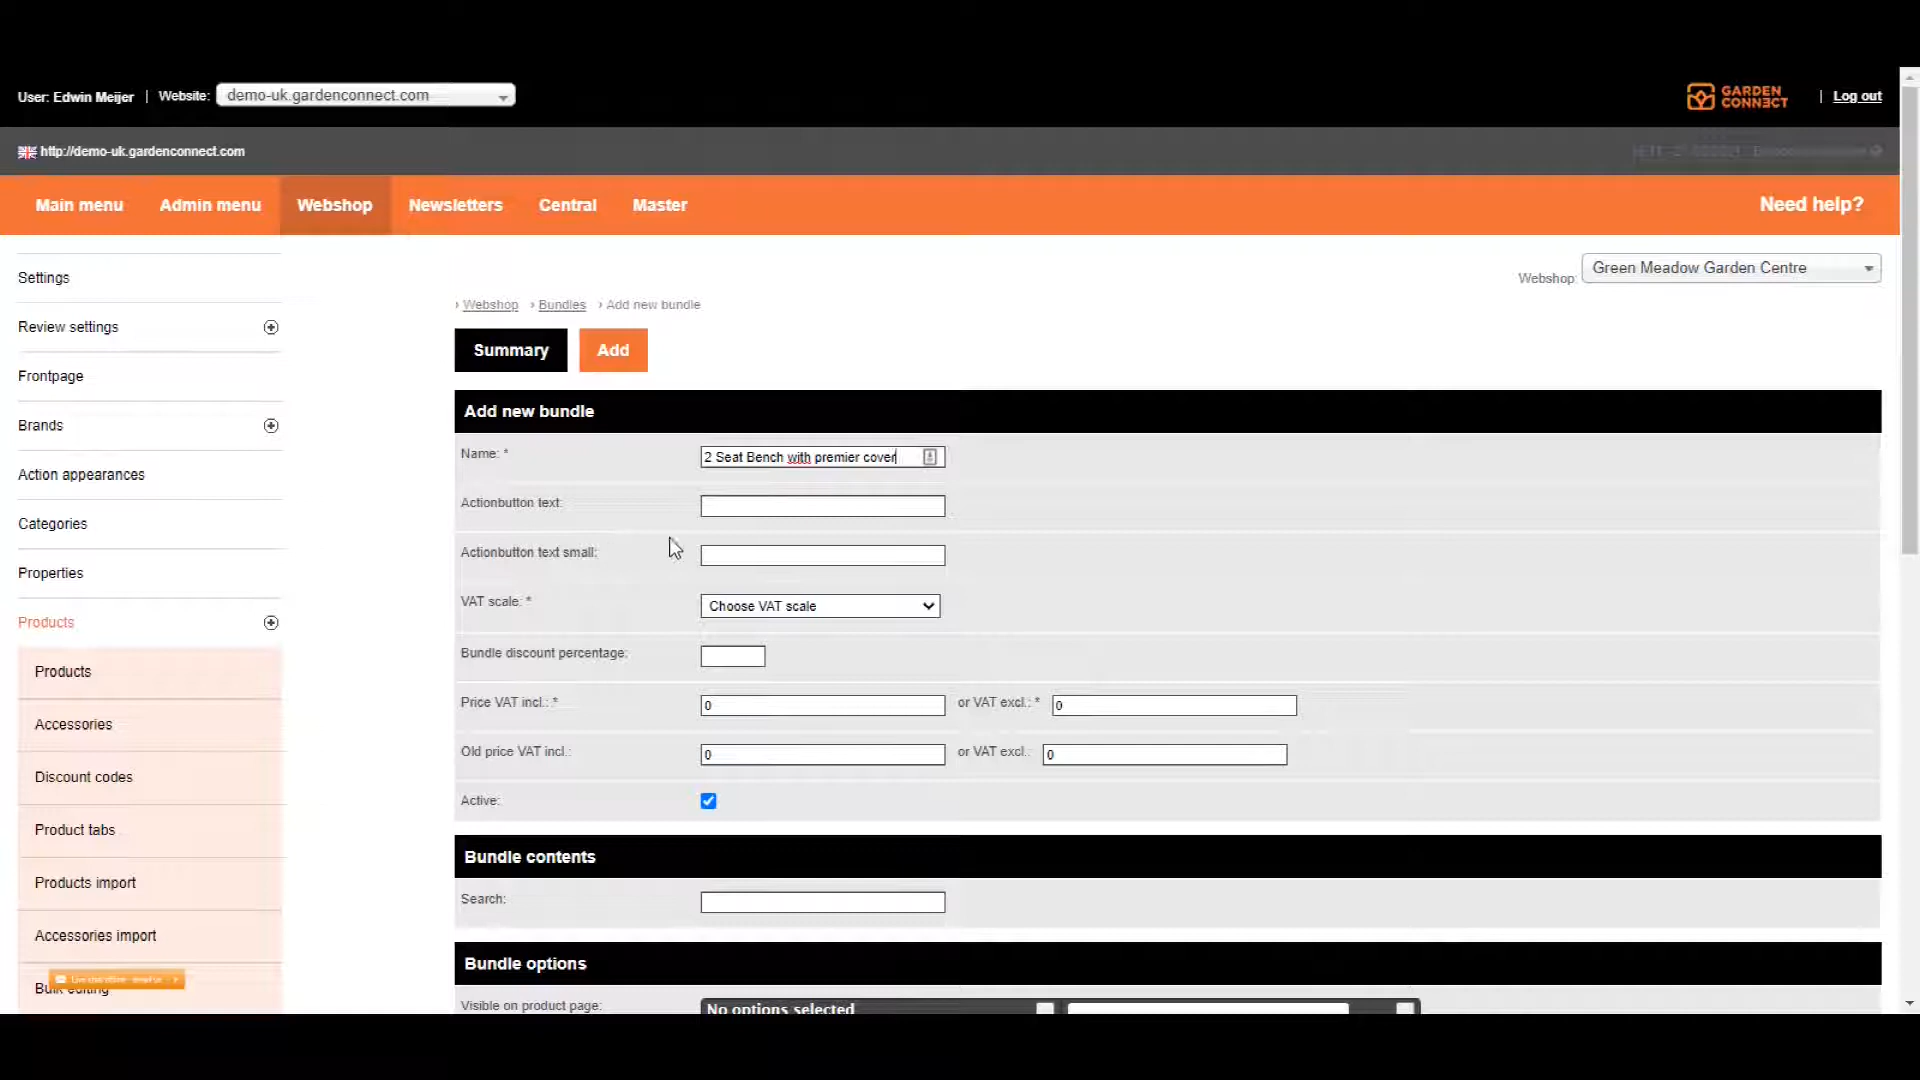 User: Edwin Meijer | Website: demo-uk.gardenconnect.com
GARDEN CONNECT | Log out
http://demo-uk.gardenconnect.com
Main menu Admin menu Webshop Newsletters Central Master Need help?
Settings
Review settings
Frontpage
Brands
Action appearances
Categories
Properties
Products
Products
Accessories
Discount codes
Product tabs
Products import
Accessories import
Bulk editing
Webshop: Green Meadow Garden Centre
› Webshop › Bundles › Add new bundle
Summary Add
Add new bundle
Name: * 2 Seat Bench with premier cover
Actionbutton text:
Actionbutton text small:
VAT scale: * Choose VAT scale
Bundle discount percentage:
Price VAT incl.: * 0 or VAT excl.: * 0
Old price VAT incl.: 0 or VAT excl.: 0
Active:
Bundle contents
Search:
Bundle options
Visible on product page: No options selected